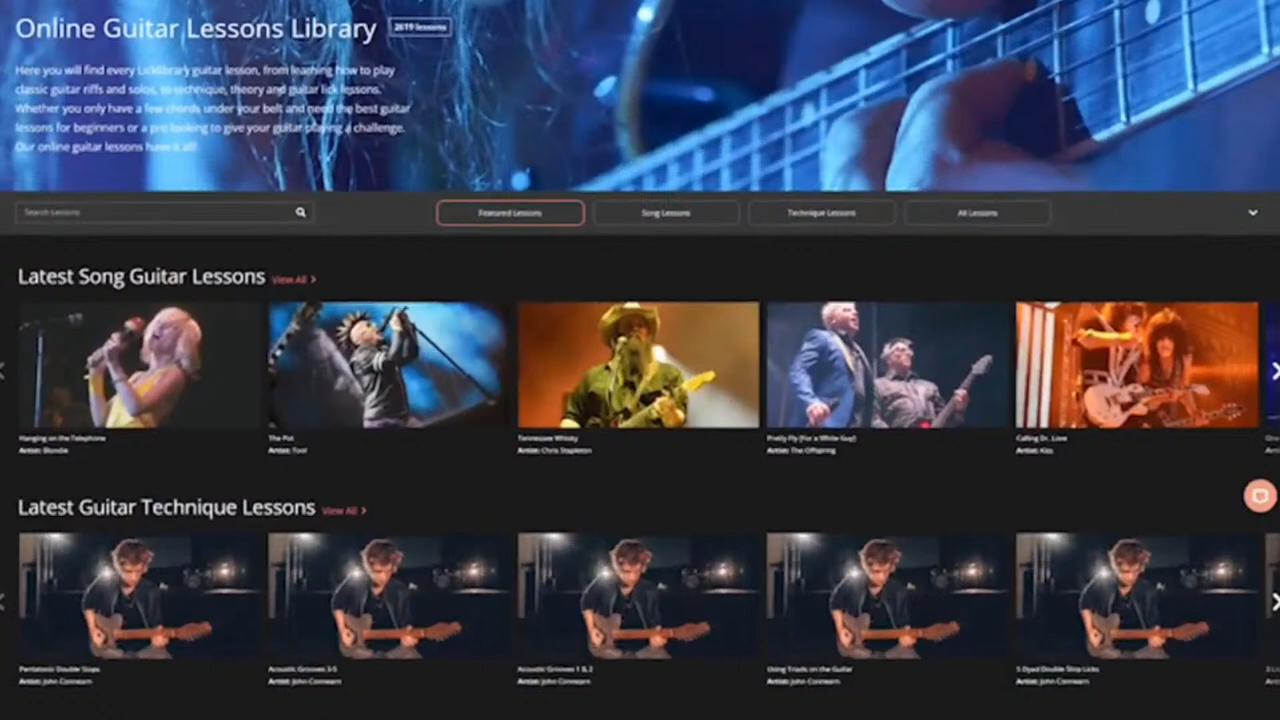 Online Guitar Lessons Library 2619 lessons
Here you will find every Licklibrary guitar lesson, from learning how to play
classic guitar riffs and solos, to technique, theory and guitar lick lessons.
Whether you only have a few chords under your belt and need the best guitar
lessons for beginners or a pro looking to give your guitar playing a challenge.
Our online guitar lessons have it all!
Search Lessons Featured Lessons Song Lessons Technique Lessons All Lessons
Latest Song Guitar Lessons View All >
Hanging on the Telephone The Pot Tennessee Whisky Pretty Fly (For a White Guy) Calling Dr. Love
Artist: Blondie Artist: Tool Artist: Chris Stapleton Artist: The Offspring Artist: Kiss
Latest Guitar Technique Lessons View All >
Pentatonic Double Stops Acoustic Grooves 3-5 Acoustic Grooves 1 & 2 Using Triads on the Guitar 5 Dyad Double Stop Licks
Artist: John Connearn Artist: John Connearn Artist: John Connearn Artist: John Connearn Artist: John Connearn